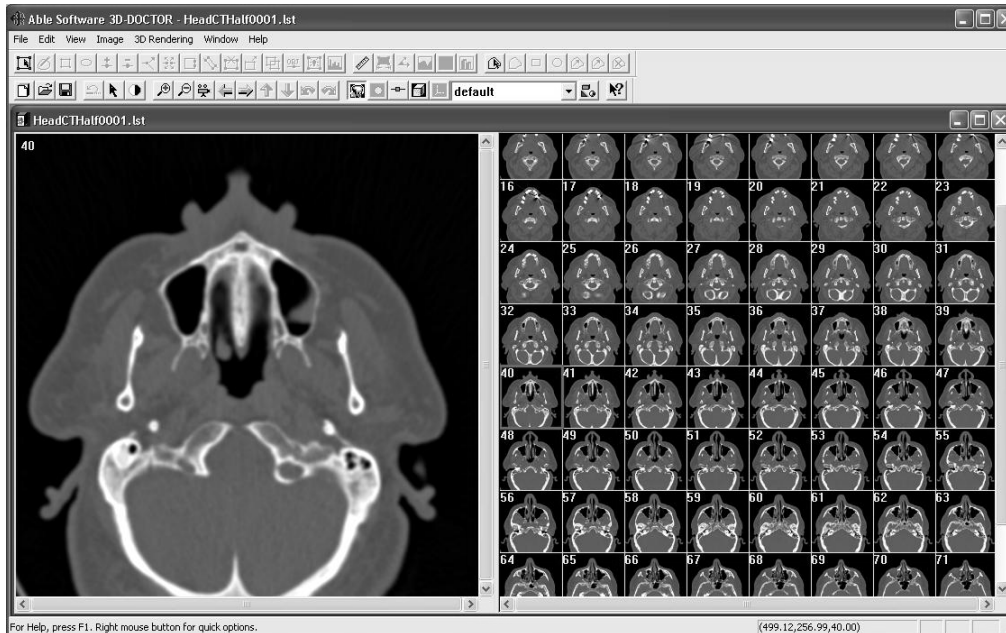 Able Software 3D-DOCTOR - HeadCTHalf0001.lst
File Edit View Image 3D Rendering Window Help
default
HeadCTHalf0001.lst
40
16 17 18 19 20 21 22 23
24 25 26 27 28 29 30 31
32 33 34 35 36 37 38 39
40 41 42 43 44 45 46 47
48 49 50 51 52 53 54 55
56 57 58 59 60 61 62 63
64 65 66 67 68 69 70 71
For Help, press F1. Right mouse button for quick options.
(499.12,256.99,40.00)